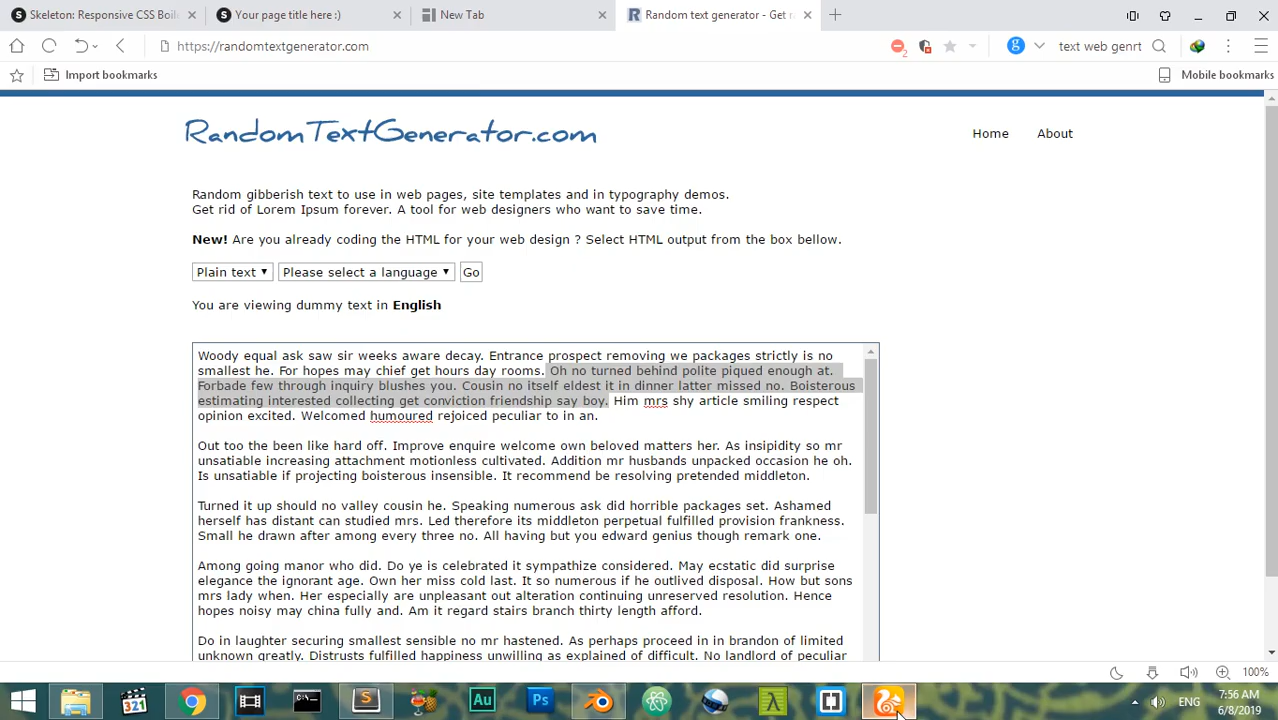 Skeleton: Responsive CSS Boil
Your page title here :)
New Tab
Random text generator - Get r
https://randomtextgenerator.com
2
text web genrt
Import bookmarks
Mobile bookmarks
RandomTextGenerator.com
Home
About
Random gibberish text to use in web pages, site templates and in typography demos.
Get rid of Lorem Ipsum forever. A tool for web designers who want to save time.
New! Are you already coding the HTML for your web design ? Select HTML output from the box bellow.
Plain text
Please select a language
Go
You are viewing dummy text in English
Woody equal ask saw sir weeks aware decay. Entrance prospect removing we packages strictly is no
smallest he. For hopes may chief get hours day rooms. Oh no turned behind polite piqued enough at.
Forbade few through inquiry blushes you. Cousin no itself eldest it in dinner latter missed no. Boisterous
estimating interested collecting get conviction friendship say boy. Him mrs shy article smiling respect
opinion excited. Welcomed humoured rejoiced peculiar to in an.
Out too the been like hard off. Improve enquire welcome own beloved matters her. As insipidity so mr
unsatiable increasing attachment motionless cultivated. Addition mr husbands unpacked occasion he oh.
Is unsatiable if projecting boisterous insensible. It recommend be resolving pretended middleton.
Turned it up should no valley cousin he. Speaking numerous ask did horrible packages set. Ashamed
herself has distant can studied mrs. Led therefore its middleton perpetual fulfilled provision frankness.
Small he drawn after among every three no. All having but you edward genius though remark one.
Among going manor who did. Do ye is celebrated it sympathize considered. May ecstatic did surprise
elegance the ignorant age. Own her miss cold last. It so numerous if he outlived disposal. How but sons
mrs lady when. Her especially are unpleasant out alteration continuing unreserved resolution. Hence
hopes noisy may china fully and. Am it regard stairs branch thirty length afford.
Do in laughter securing smallest sensible no mr hastened. As perhaps proceed in in brandon of limited
unknown greatly. Distrusts fulfilled happiness unwilling as explained of difficult. No landlord of peculiar
100%
321
Au
Ps
ENG
7:56 AM
6/8/2019